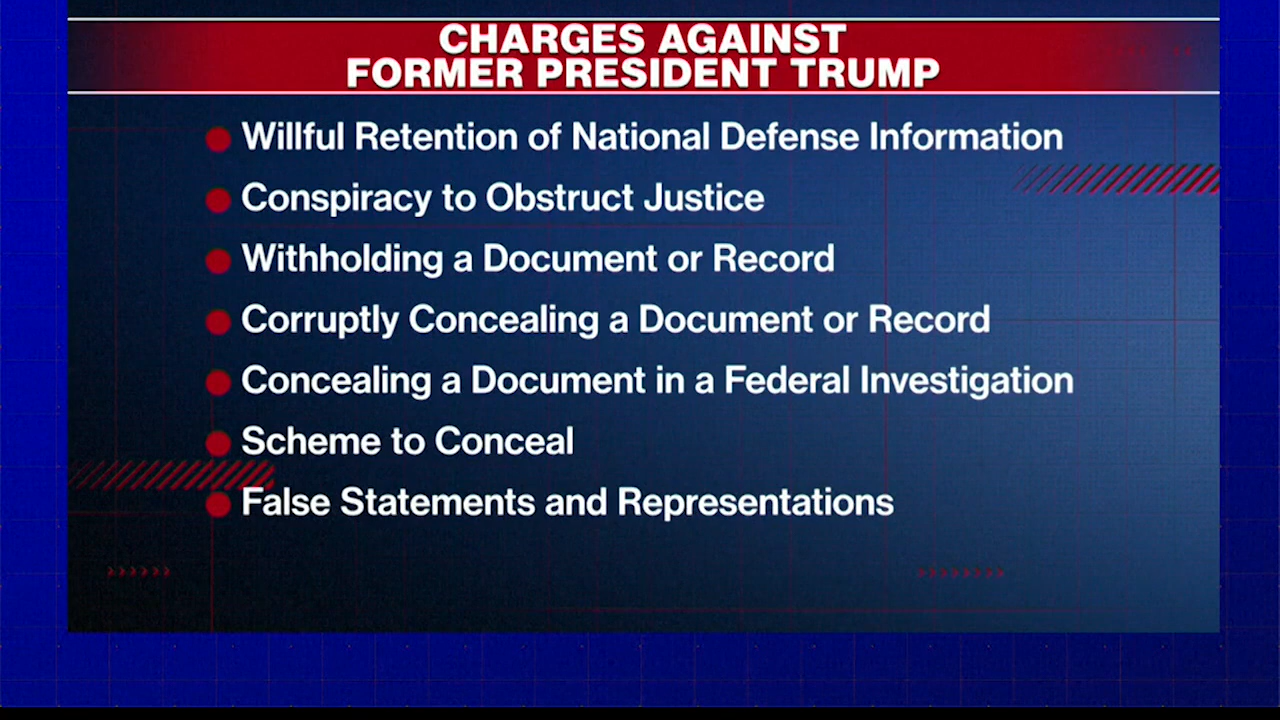 CHARGES AGAINST
FORMER PRESIDENT TRUMP
Willful Retention of National Defense Information
Conspiracy to Obstruct Justice
Withholding a Document or Record
Corruptly Concealing a Document or Record
Concealing a Document in a Federal Investigation
Scheme to Conceal
False Statements and Representations